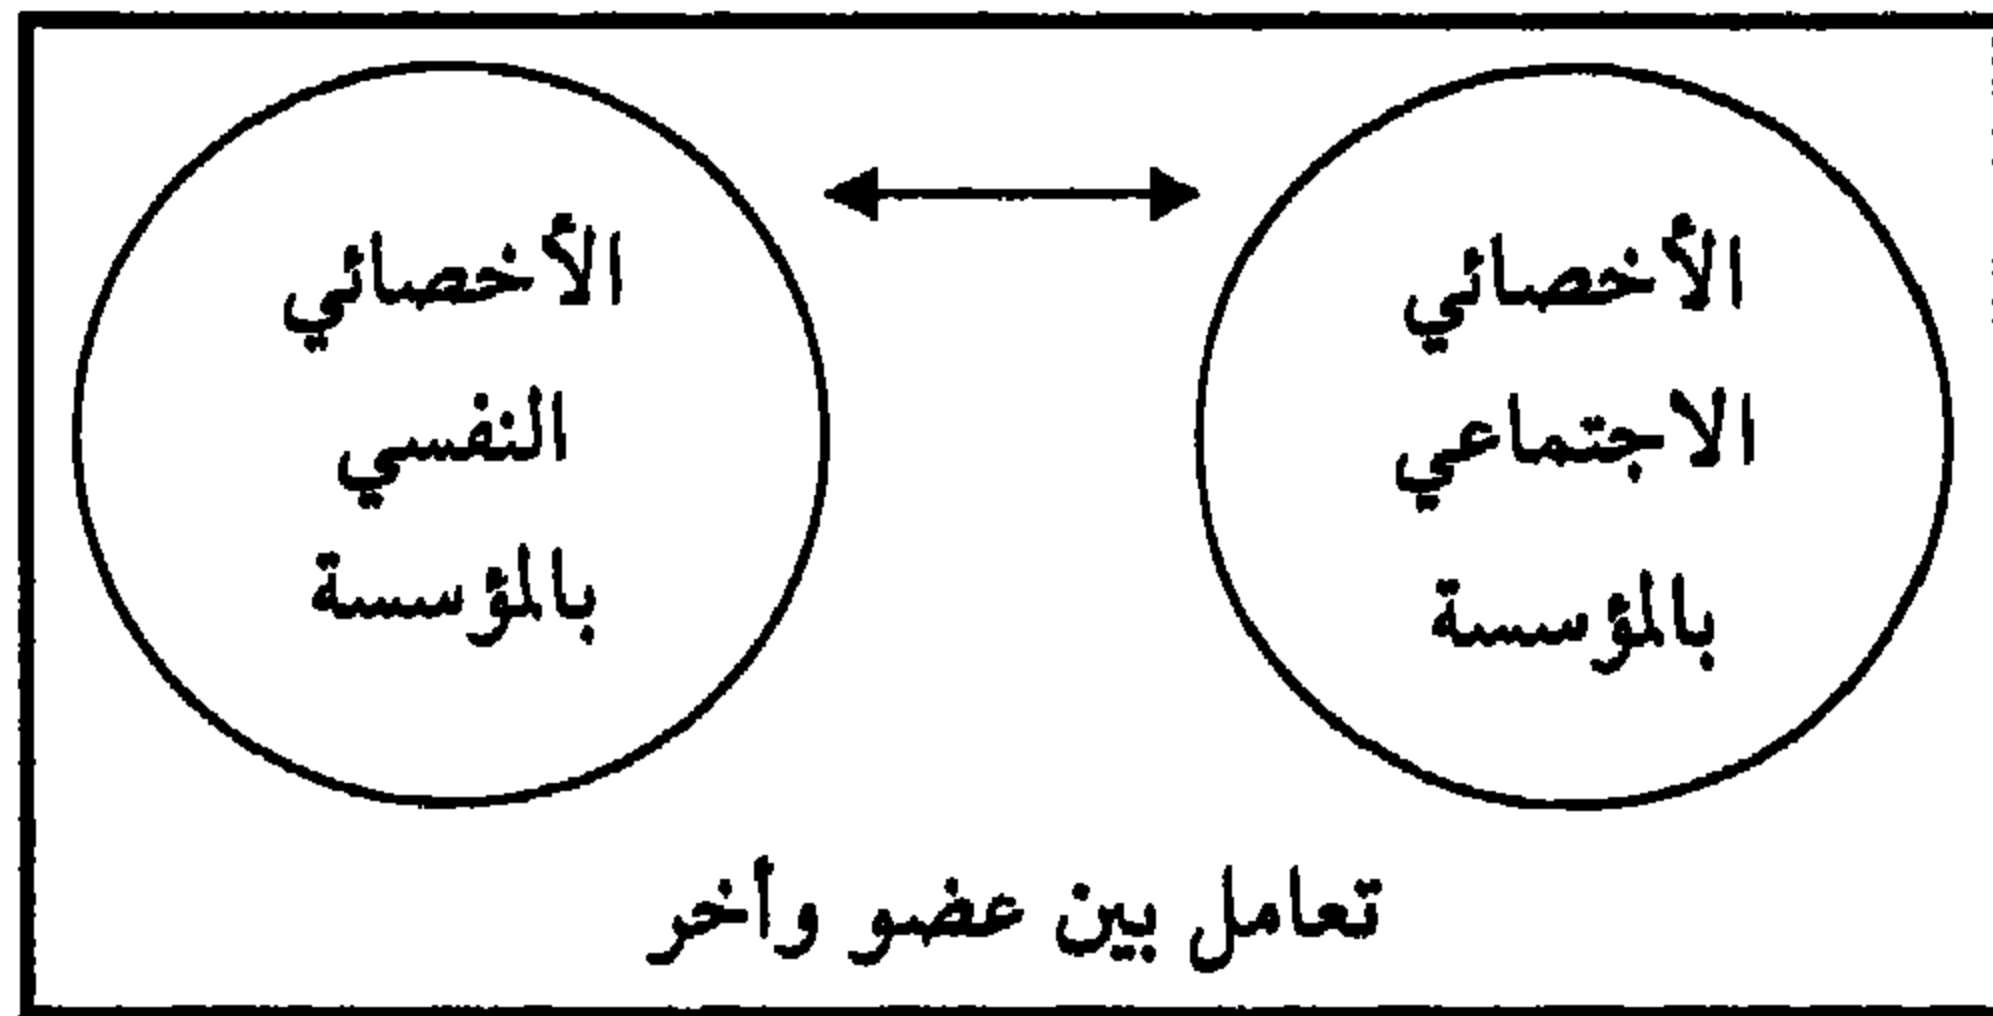 الأخصائي
الاجتماعي
بالمؤسسة
الأخصائي
النفسي
بالمؤسسة
تعامل بين عضو وأخر